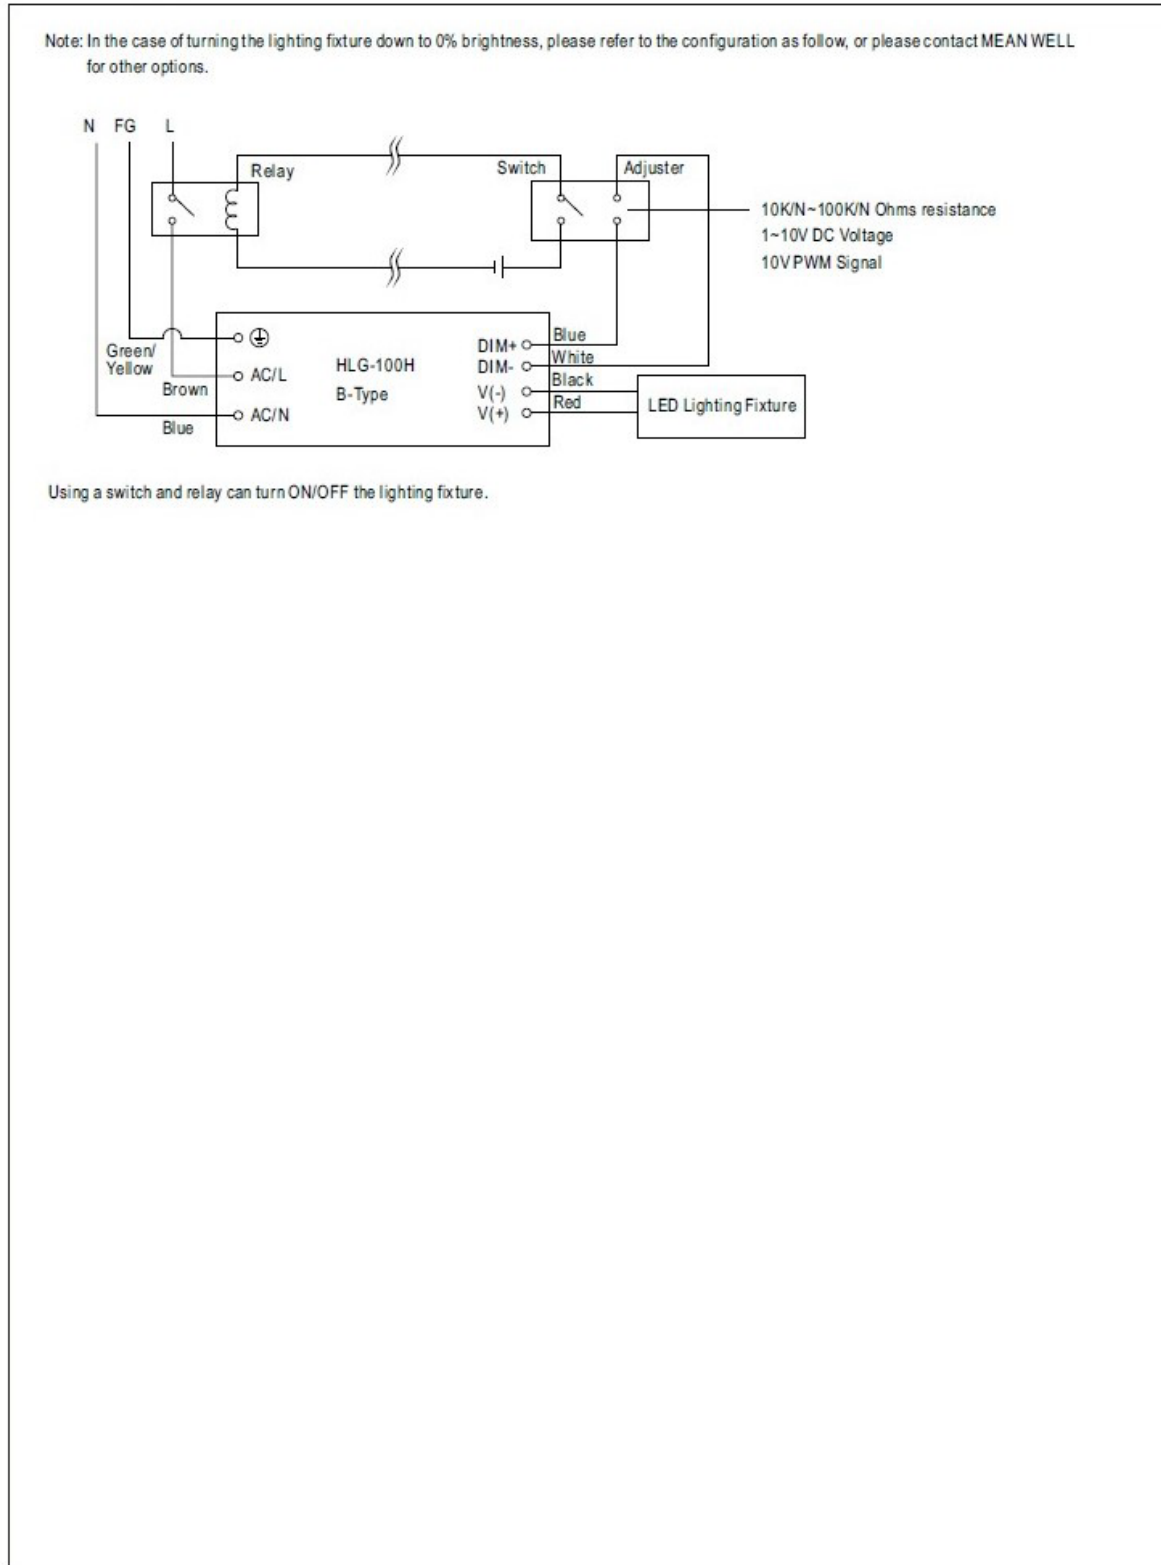 Note: In the case of turning the lighting fixture down to 0% brightness, please refer to the configuration as follow, or please contact MEAN WELL
for other options.
N FG L
Relay
Switch
Adjuster
10K/N~100K/N Ohms resistance
1~10V DC Voltage
10V PWM Signal
Green/
Yellow
Brown
Blue
AC/L
AC/N
HLG-100H
B-Type
DIM+
DIM-
V(-)
V(+)
Blue
White
Black
Red
LED Lighting Fixture
Using a switch and relay can turn ON/OFF the lighting fixture.